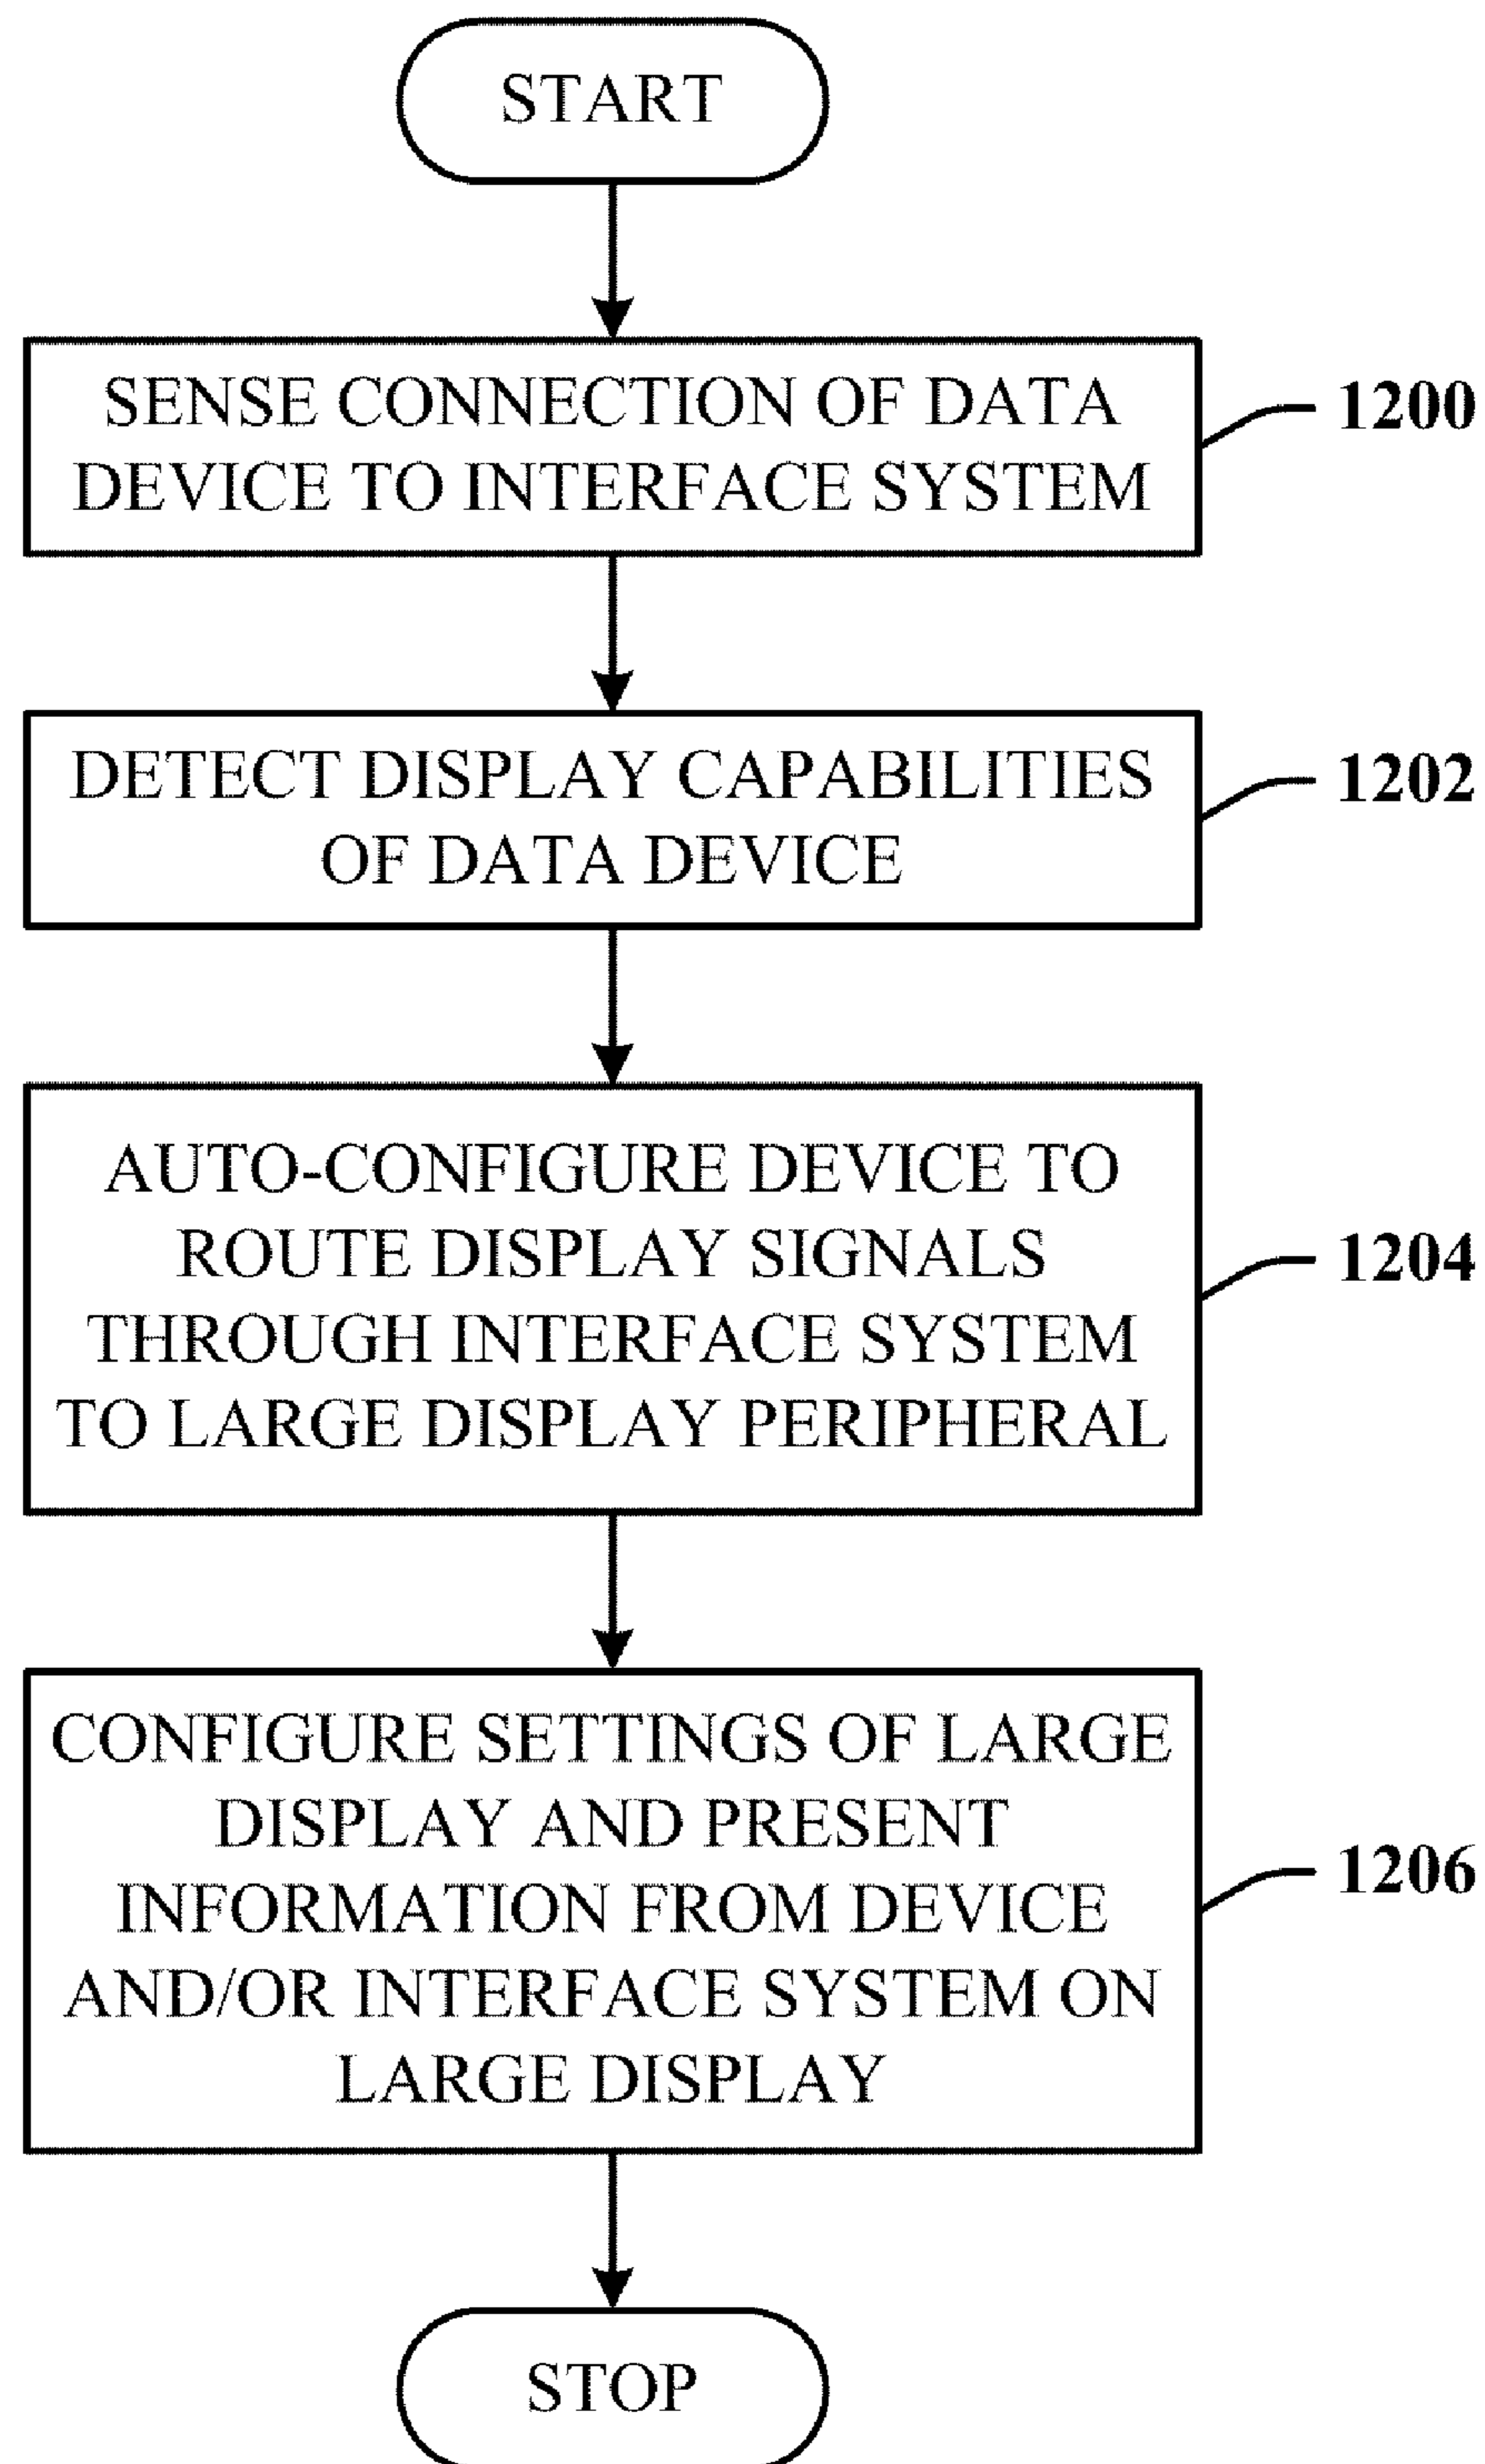 START
SENSE CONNECTION OF DATA
DEVICE TO INTERFACE SYSTEM
1200
DETECT DISPLAY CAPABILITIES
OF DATA DEVICE
1202
AUTO-CONFIGURE DEVICE TO
ROUTE DISPLAY SIGNALS
THROUGH INTERFACE SYSTEM
TO LARGE DISPLAY PERIPHERAL
1204
CONFIGURE SETTINGS OF LARGE
DISPLAY AND PRESENT
INFORMATION FROM DEVICE
AND/OR INTERFACE SYSTEM ON
LARGE DISPLAY
1206
STOP